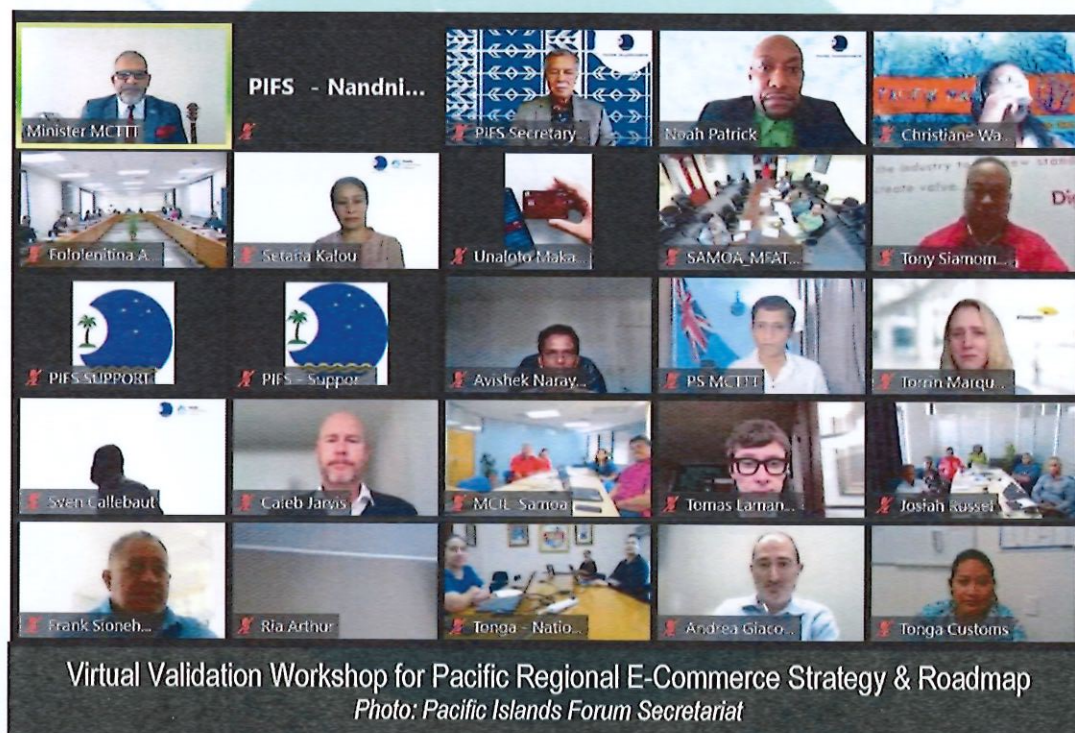 Minister MCTTT
PIFS - Nandni...
PIFS Secretary
Noah Patrick
Christiane Wa...
Fololenitina A
Setaita Kalou
Unaloto Maka...
SAMOA_MFAT...
Tony Siamom...
PIFS SUPPORT
PIFS - Suppor
Avishek Naray...
PS MCTTT
Torrin Marqu...
Sven Callebaut
Caleb Jarvis
MCIL Samoa
Tomas Laman...
Josiah Russel
Frank Sioneh...
Ria Arthur
Tonga - Natio...
Andrea Giaco...
Tonga Customs
Virtual Validation Workshop for Pacific Regional E-Commerce Strategy & Roadmap
Photo: Pacific Islands Forum Secretariat